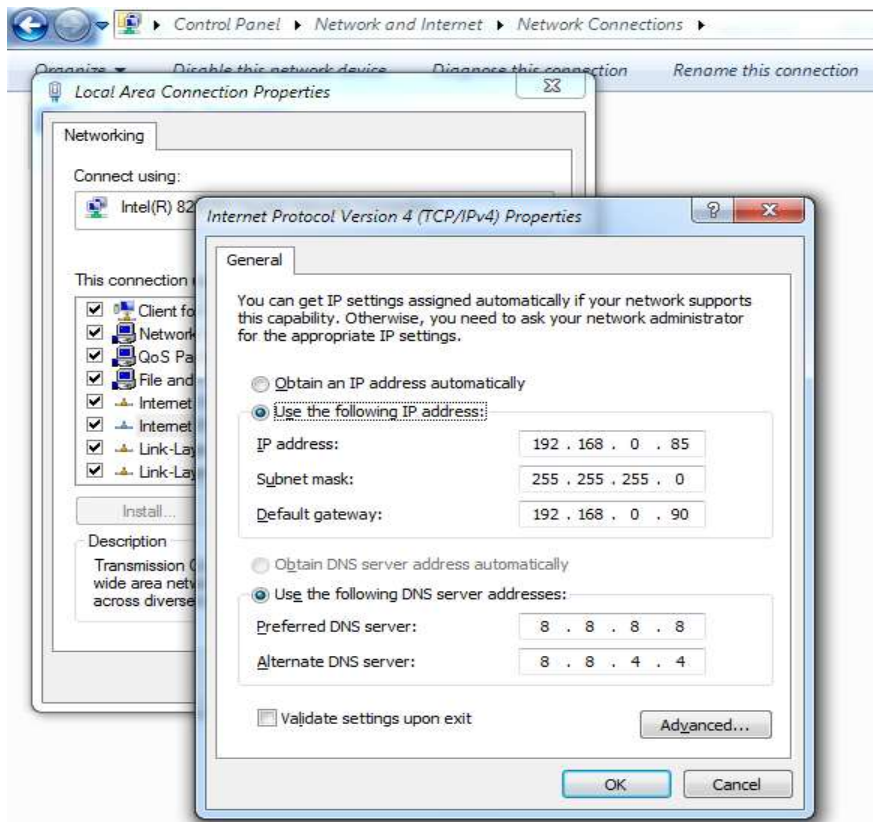 Control Panel Network and Internet Network Connections
Organize Disable this network device Diagnose this connection Rename this connection
Local Area Connection Properties
Networking
Connect using:
Intel(R) 82
This connection
Client fo
Network
QoS Pa
File and
Internet
Internet
Link-Lay
Link-Lay
Install...
Description
Transmission C
wide area netw
across diverse
Internet Protocol Version 4 (TCP/IPv4) Properties
General
You can get IP settings assigned automatically if your network supports
this capability. Otherwise, you need to ask your network administrator
for the appropriate IP settings.
Obtain an IP address automatically
Use the following IP address:
IP address: 192 . 168 . 0 . 85
Subnet mask: 255 . 255 . 255 . 0
Default gateway: 192 . 168 . 0 . 90
Obtain DNS server address automatically
Use the following DNS server addresses:
Preferred DNS server: 8 . 8 . 8 . 8
Alternate DNS server: 8 . 8 . 4 . 4
Validate settings upon exit
Advanced...
OK Cancel